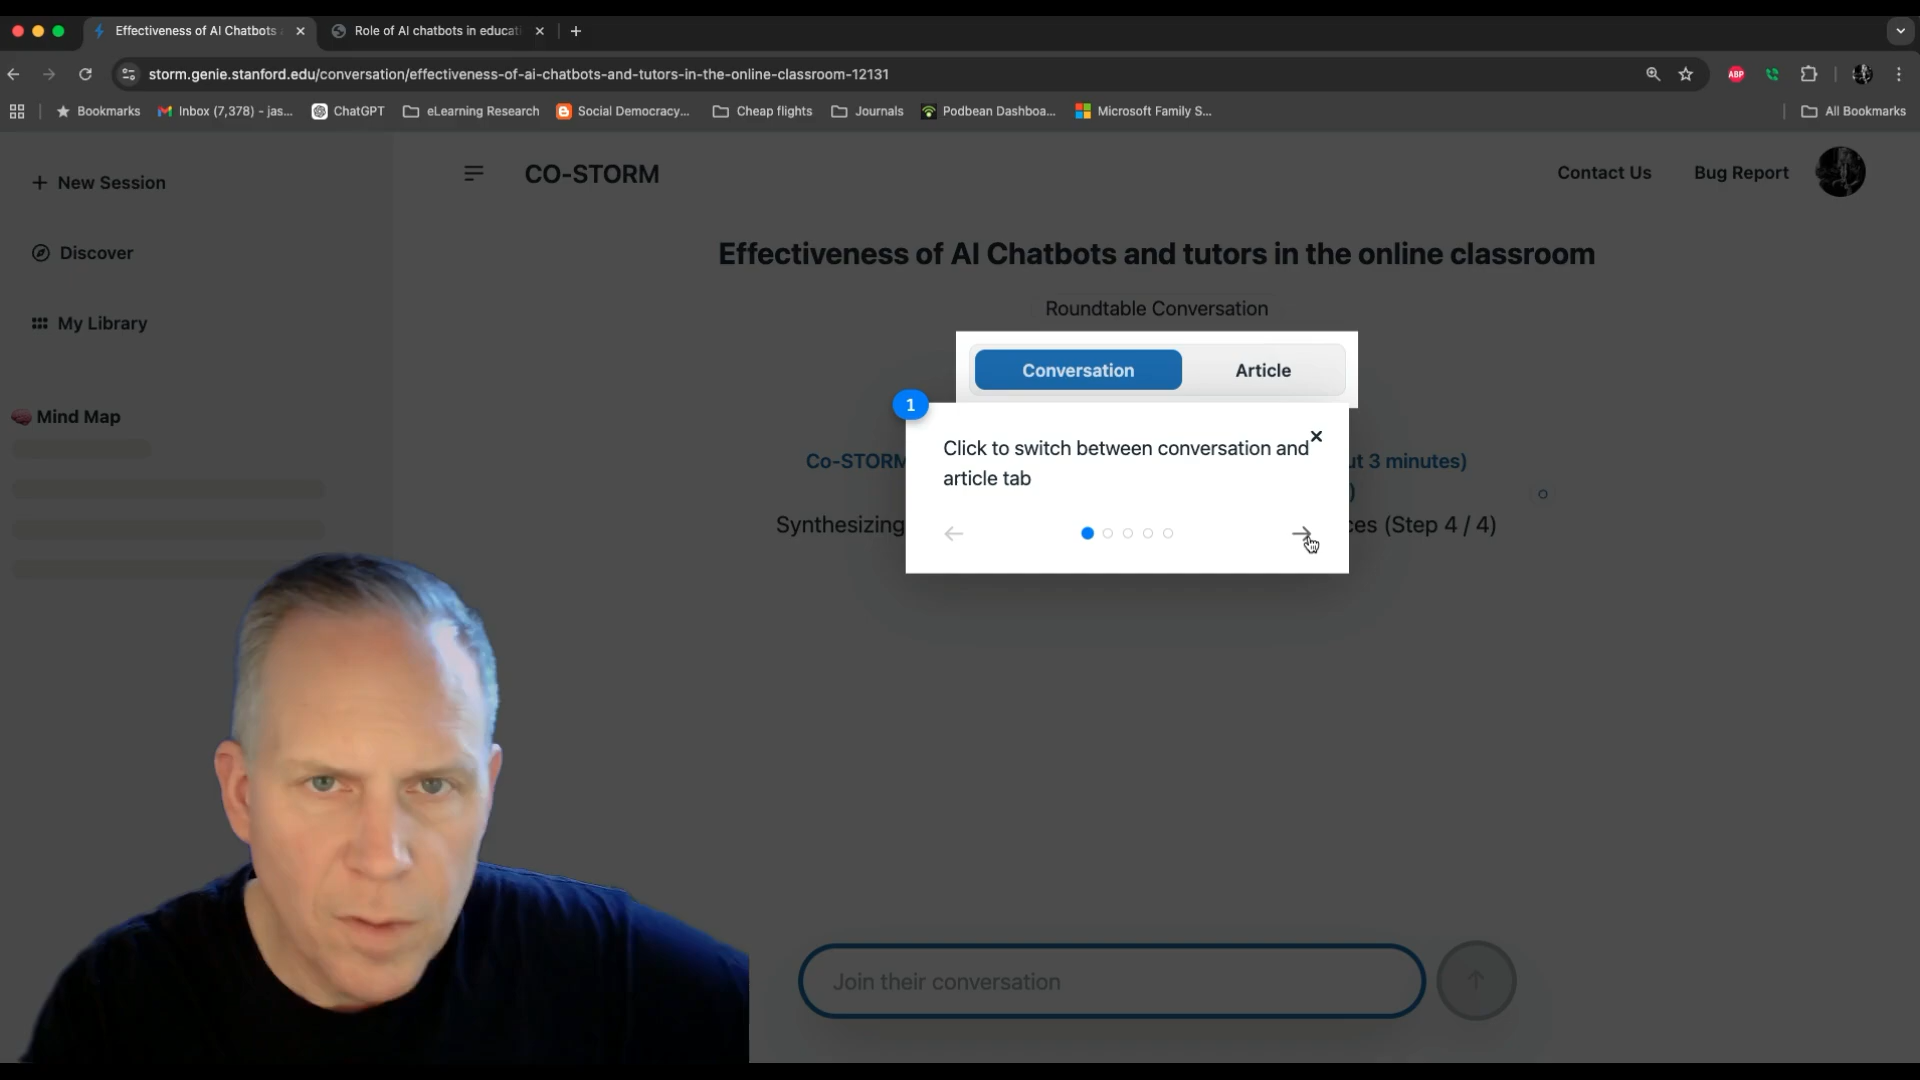 Effectiveness of AI Chatbots
Role of AI chatbots in educat
storm.genie.stanford.edu/conversation/effectiveness-of-ai-chatbots-and-tutors-in-the-online-classroom-12131
ABP
Bookmarks
Inbox (7,378) - jas...
ChatGPT
eLearning Research
Social Democracy...
Cheap flights
Journals
Podbean Dashboa...
Microsoft Family S...
All Bookmarks
New Session
CO-STORM
Contact Us
Bug Report
Discover
My Library
Mind Map
Effectiveness of AI Chatbots and tutors in the online classroom
Roundtable Conversation
Conversation
Article
1
Click to switch between conversation and
article tab
Co-STORM
ut 3 minutes)
)
Synthesizing
ces (Step 4 / 4)
Join their conversation